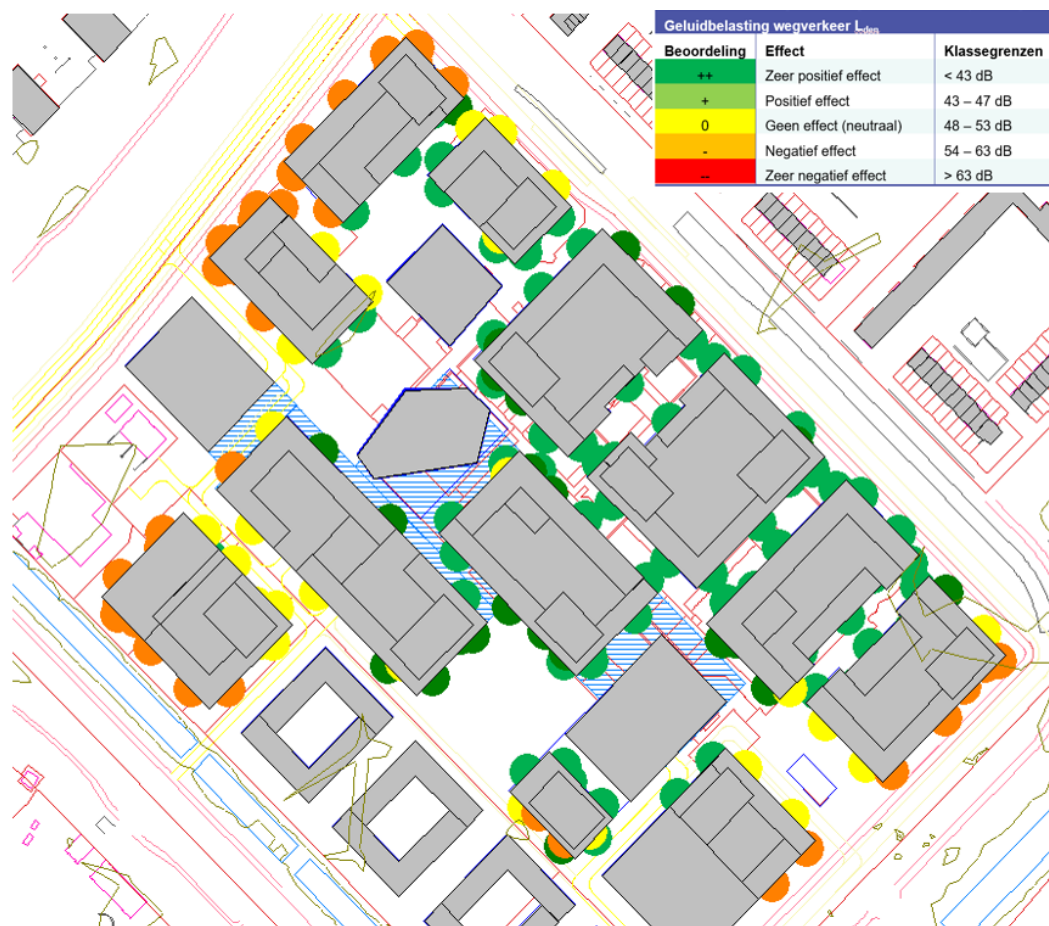 Geluidbelasting wegverkeer Lden
Beoordeling Effect Klassegrenzen
++ Zeer positief effect < 43 dB
+ Positief effect 43 – 47 dB
0 Geen effect (neutraal) 48 – 53 dB
- Negatief effect 54 – 63 dB
-- Zeer negatief effect > 63 dB